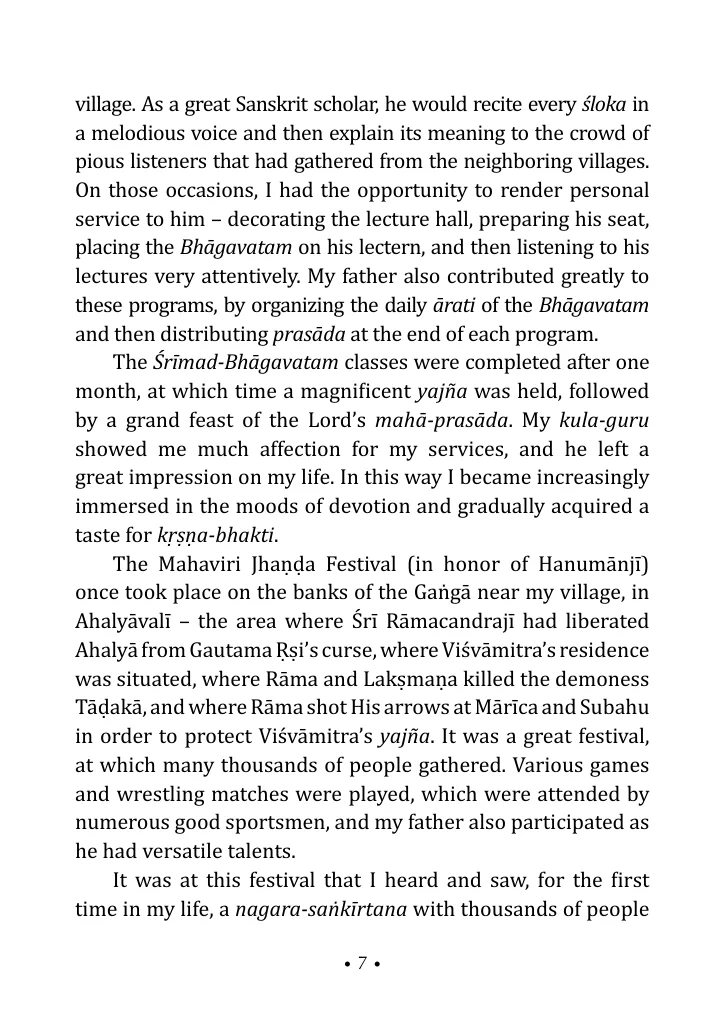 village. As a great Sanskrit scholar, he would recite every śloka in
a melodious voice and then explain its meaning to the crowd of
pious listeners that had gathered from the neighboring villages.
On those occasions, I had the opportunity to render personal
service to him – decorating the lecture hall, preparing his seat,
placing the Bhāgavatam on his lectern, and then listening to his
lectures very attentively. My father also contributed greatly to
these programs, by organizing the daily ārati of the Bhāgavatam
and then distributing prasāda at the end of each program.
The Śrīmad-Bhāgavatam classes were completed after one
month, at which time a magnificent yajña was held, followed
by a grand feast of the Lord’s mahā-prasāda. My kula-guru
showed me much affection for my services, and he left a
great impression on my life. In this way I became increasingly
immersed in the moods of devotion and gradually acquired a
taste for kṛṣṇa-bhakti.
The Mahaviri Jhaṇḍa Festival (in honor of Hanumānjī)
once took place on the banks of the Gaṅgā near my village, in
Ahalyāvalī – the area where Śrī Rāmacandrajī had liberated
Ahalyā from Gautama Ṛṣi’s curse, where Viśvāmitra’s residence
was situated, where Rāma and Lakṣmaṇa killed the demoness
Tāḍakā, and where Rāma shot His arrows at Mārīca and Subahu
in order to protect Viśvāmitra’s yajña. It was a great festival,
at which many thousands of people gathered. Various games
and wrestling matches were played, which were attended by
numerous good sportsmen, and my father also participated as
he had versatile talents.
It was at this festival that I heard and saw, for the first
time in my life, a nagara-saṅkīrtana with thousands of people
• 7 •